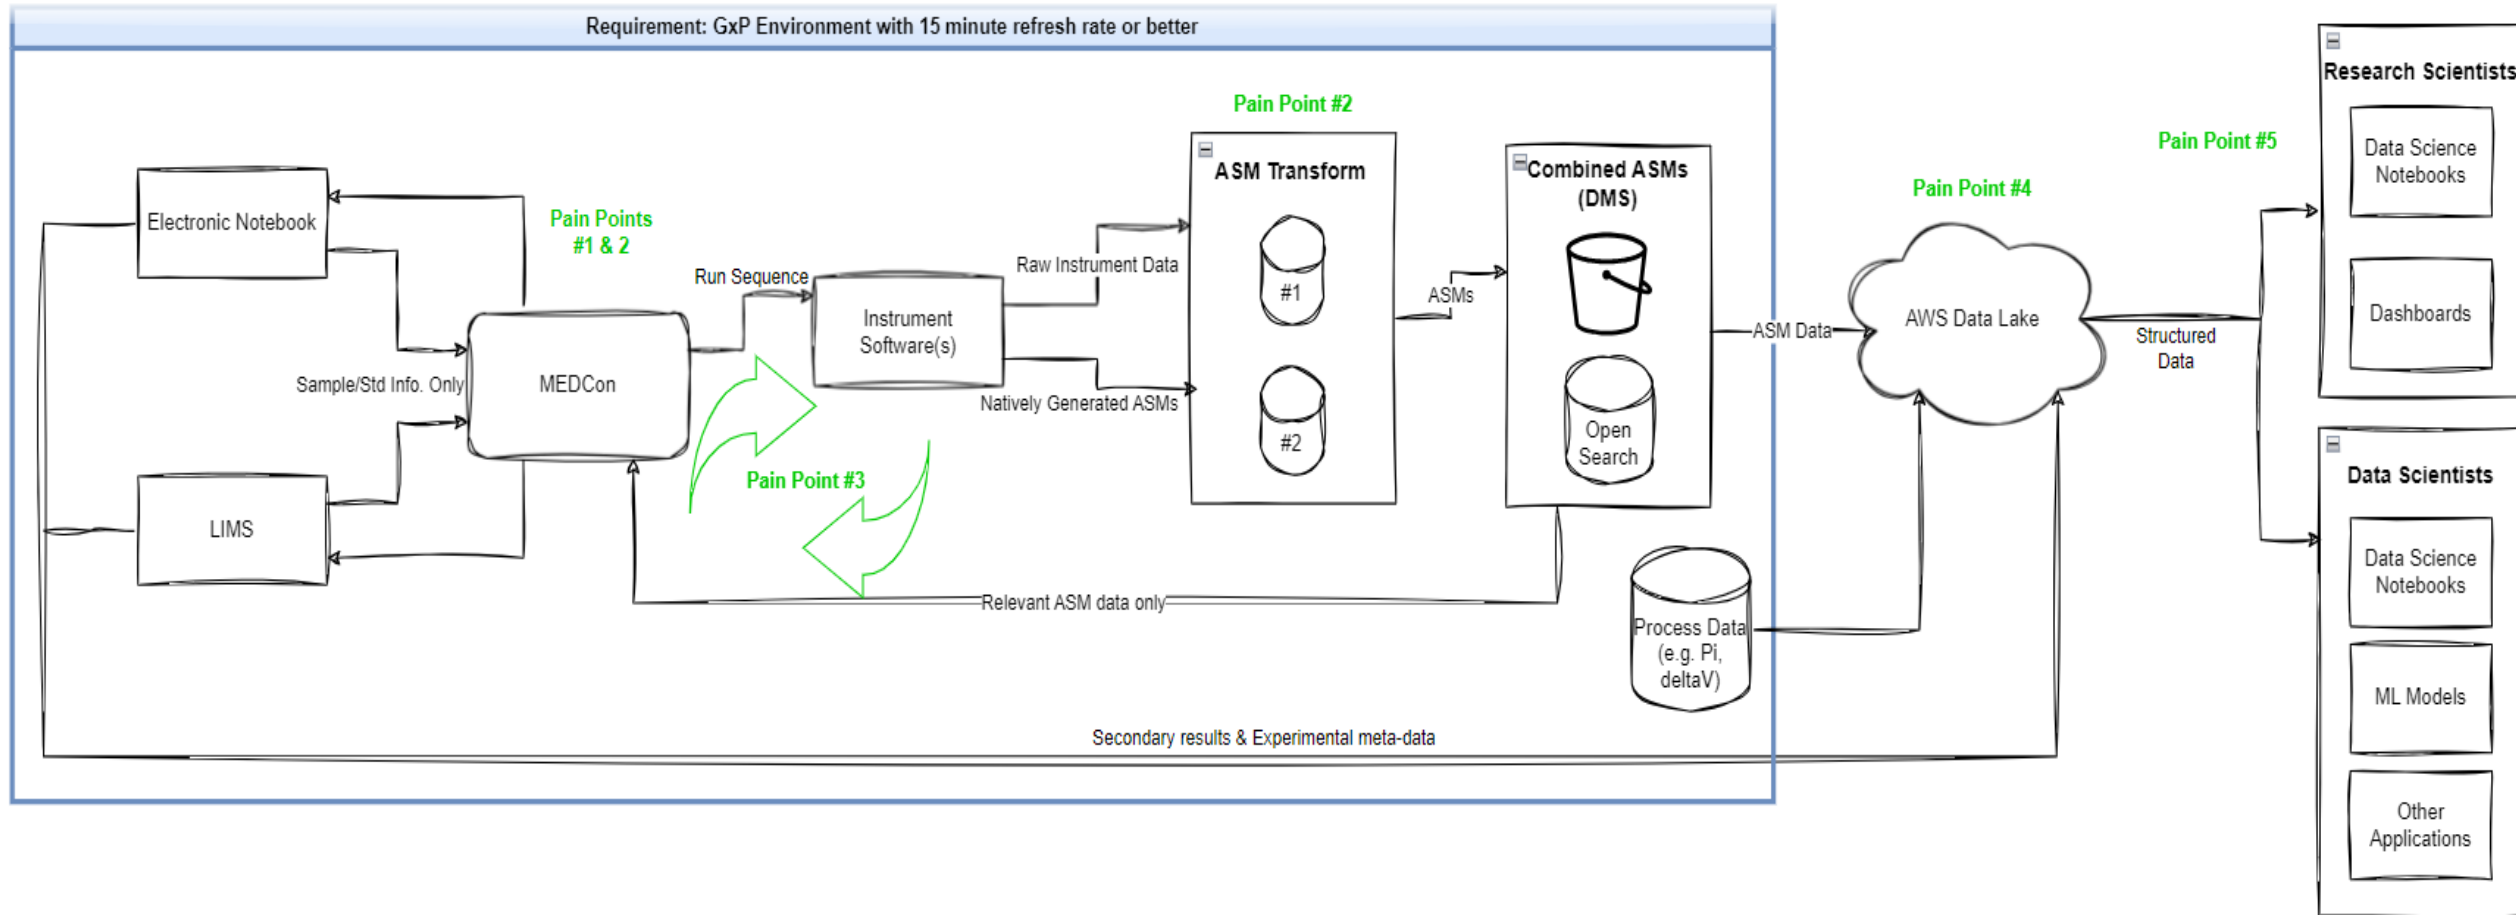 Requirement: GxP Environment with 15 minute refresh rate or better
Electronic Notebook
LIMS
Sample/Std Info. Only
MEDCon
Pain Points
#1 & 2
Run Sequence
Instrument
Software(s)
Pain Point #3
Raw Instrument Data
Natively Generated ASMs
Pain Point #2
ASM Transform
#1
#2
ASMs
Combined ASMs
(DMS)
Open
Search
Relevant ASM data only
ASM Data
Process Data
(e.g. Pi,
deltaV)
Secondary results & Experimental meta-data
Pain Point #4
AWS Data Lake
Structured
Data
Pain Point #5
Research Scientists
Data Science
Notebooks
Dashboards
Data Scientists
Data Science
Notebooks
ML Models
Other
Applications